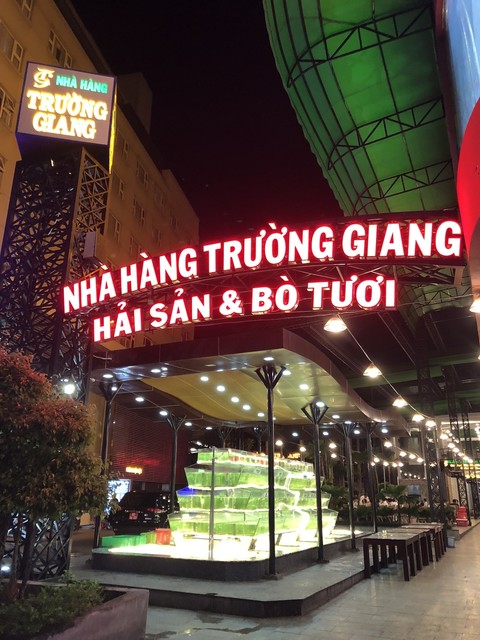 NHÀ HÀNG
TRƯỜNG
GIANG
NHÀ HÀNG TRƯỜNG GIANG
HẢI SẢN & BÒ TƯƠI